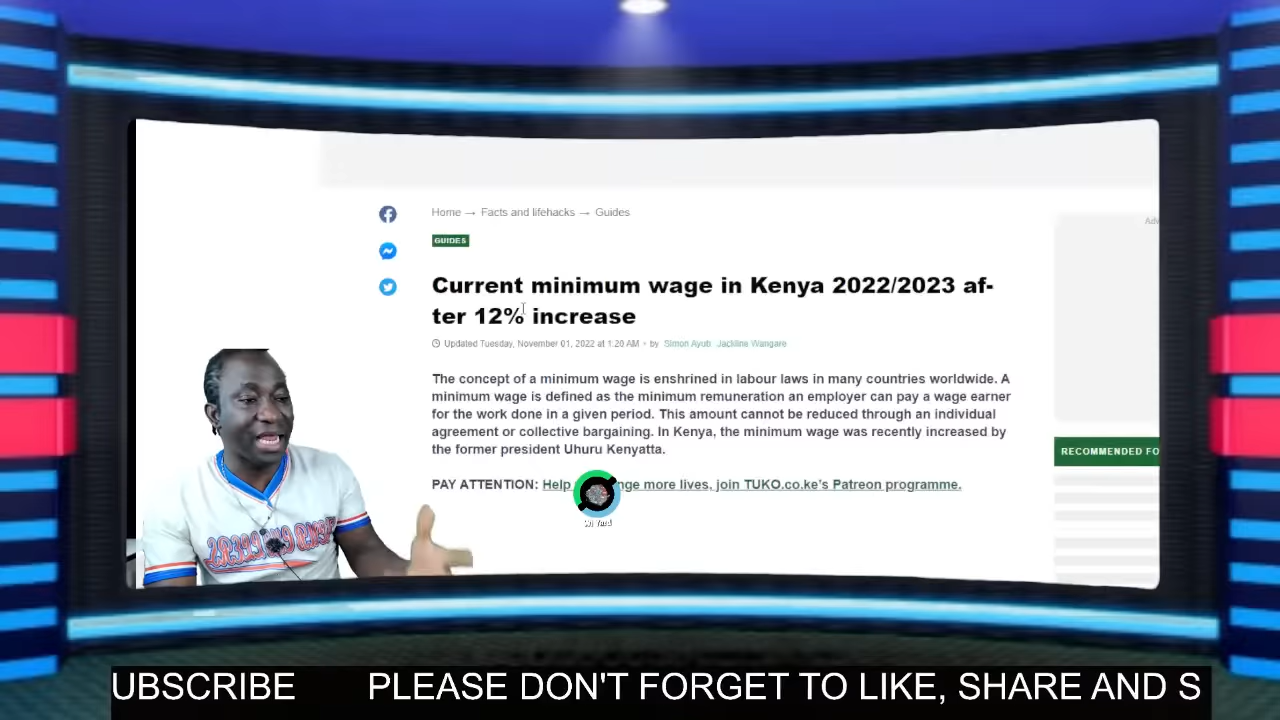 Adv
Home → Facts and lifehacks → Guides
GUIDES
Current minimum wage in Kenya 2022/2023 af-
ter 12% increase
Updated Tuesday, November 01, 2022 at 1:20 AM • by Simon Ayub Jackline Wangare
The concept of a minimum wage is enshrined in labour laws in many countries worldwide. A
minimum wage is defined as the minimum remuneration an employer can pay a wage earner
for the work done in a given period. This amount cannot be reduced through an individual
agreement or collective bargaining. In Kenya, the minimum wage was recently increased by
the former president Uhuru Kenyatta.
RECOMMENDED FO
PAY ATTENTION: Help nge more lives, join TUKO.co.ke's Patreon programme.
Wi Yard
UBSCRIBE PLEASE DON'T FORGET TO LIKE, SHARE AND S